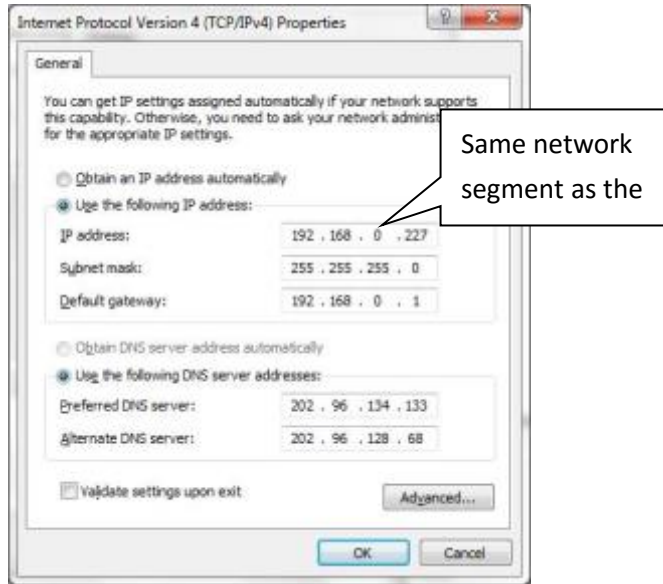 Internet Protocol Version 4 (TCP/IPv4) Properties
General
You can get IP settings assigned automatically if your network supports
this capability. Otherwise, you need to ask your network administ
for the appropriate IP settings.
Same network
segment as the
Obtain an IP address automatically
Use the following IP address:
IP address: 192 . 168 . 0 . 227
Subnet mask: 255 . 255 . 255 . 0
Default gateway: 192 . 168 . 0 . 1
Obtain DNS server address automatically
Use the following DNS server addresses:
Preferred DNS server: 202 . 96 . 134 . 133
Alternate DNS server: 202 . 96 . 128 . 68
Validate settings upon exit
Advanced...
OK Cancel